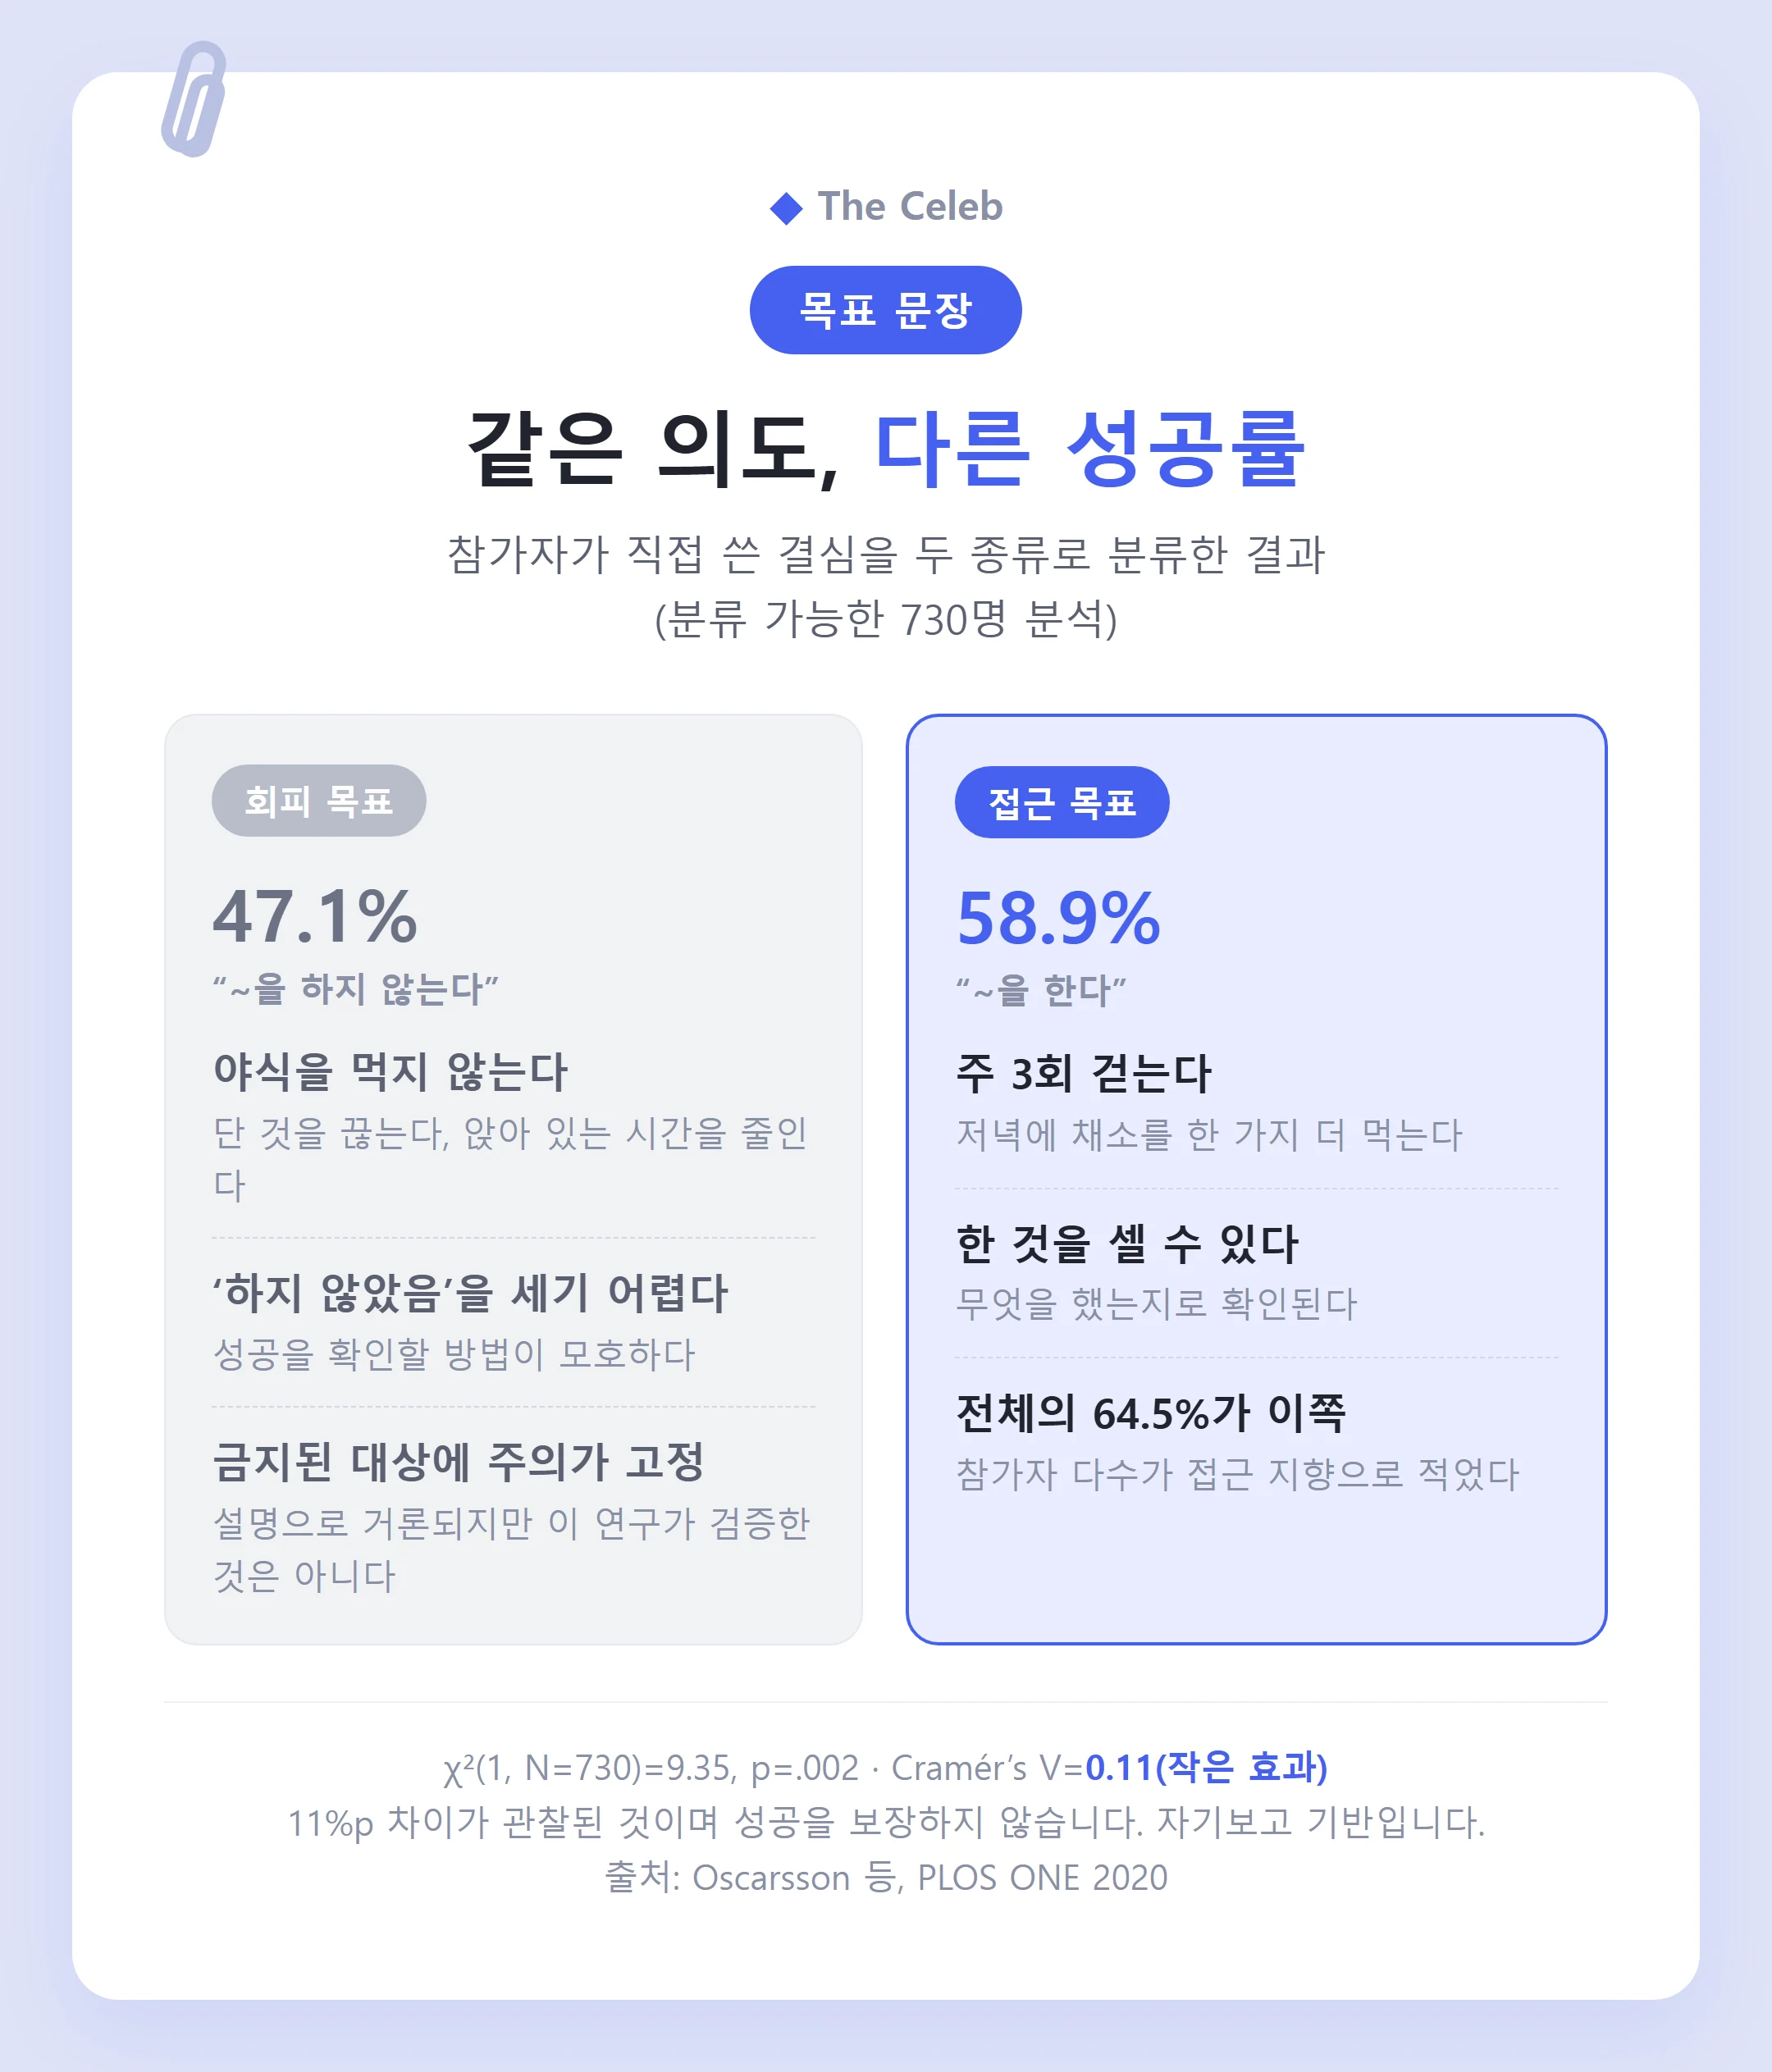 The Celeb
목표 문장
같은 의도, 다른 성공률
참가자가 직접 쓴 결심을 두 종류로 분류한 결과
(분류 가능한 730명 분석)
회피 목표
47.1%
“~을 하지 않는다”
야식을 먹지 않는다
단 것을 끊는다, 앉아 있는 시간을 줄인
다
‘하지 않았음’을 세기 어렵다
성공을 확인할 방법이 모호하다
금지된 대상에 주의가 고정
설명으로 거론되지만 이 연구가 검증한
것은 아니다
접근 목표
58.9%
“~을 한다”
주 3회 걷는다
저녁에 채소를 한 가지 더 먹는다
한 것을 셀 수 있다
무엇을 했는지로 확인된다
전체의 64.5%가 이쪽
참가자 다수가 접근 지향으로 적었다
χ²(1, N=730)=9.35, p=.002 · Cramér’s V=0.11(작은 효과)
11%p 차이가 관찰된 것이며 성공을 보장하지 않습니다. 자기보고 기반입니다.
출처: Oscarsson 등, PLOS ONE 2020